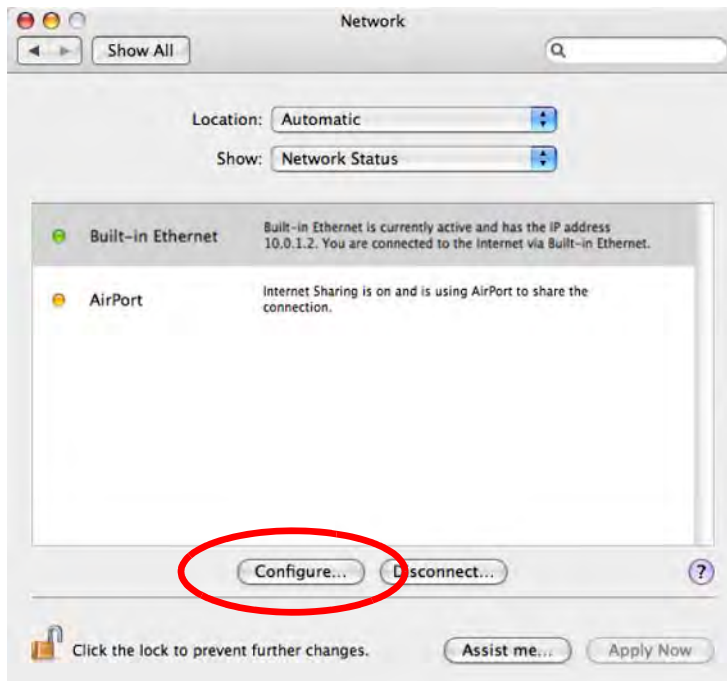 Network
Show All
Location: Automatic
Show: Network Status
Built-in Ethernet
Built-in Ethernet is currently active and has the IP address
10.0.1.2. You are connected to the Internet via Built-in Ethernet.
AirPort
Internet Sharing is on and is using AirPort to share the
connection.
Configure... Disconnect... ?
Click the lock to prevent further changes. Assist me... Apply Now